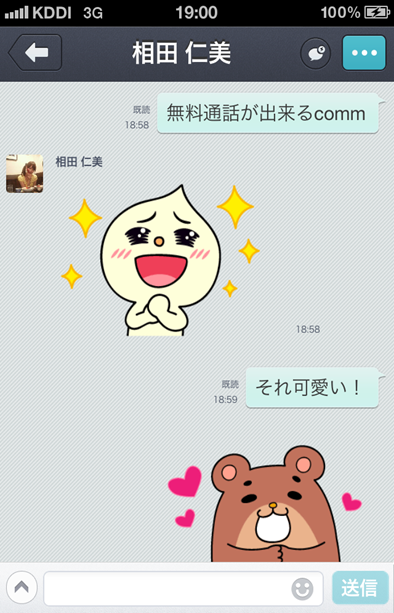 KDDI 3G 19:00 100%
相田 仁美
既読
18:58
無料通話が出来るcomm
相田 仁美
18:58
既読
18:59
それ可愛い！
送信